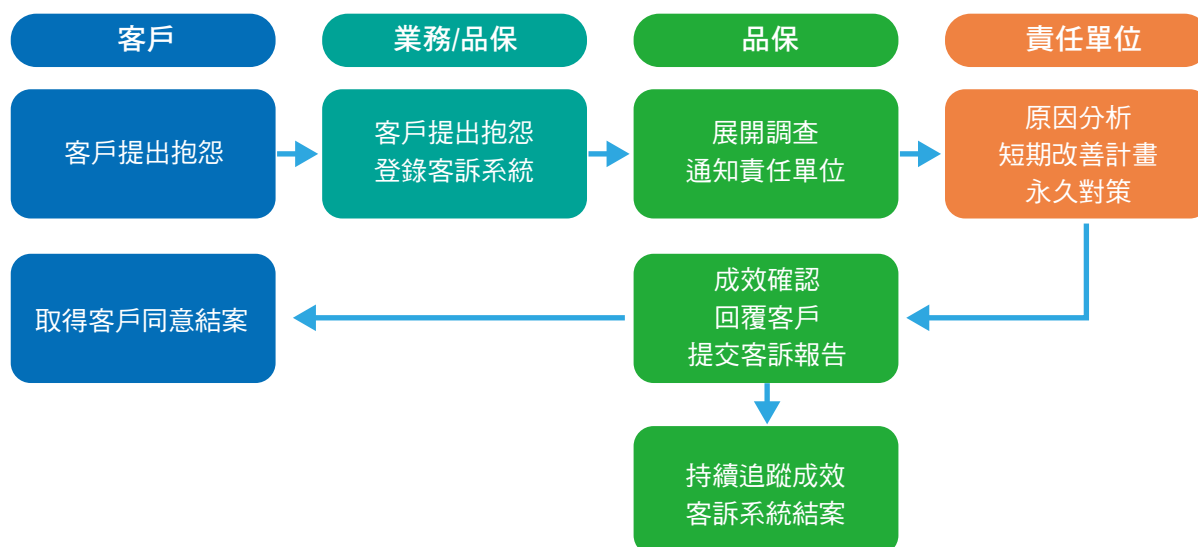 客戶
業務/品保
品保
責任單位
客戶提出抱怨
客戶提出抱怨
登錄客訴系統
展開調查
通知責任單位
原因分析
短期改善計畫
永久對策
取得客戶同意結案
成效確認
回覆客戶
提交客訴報告
持續追蹤成效
客訴系統結案